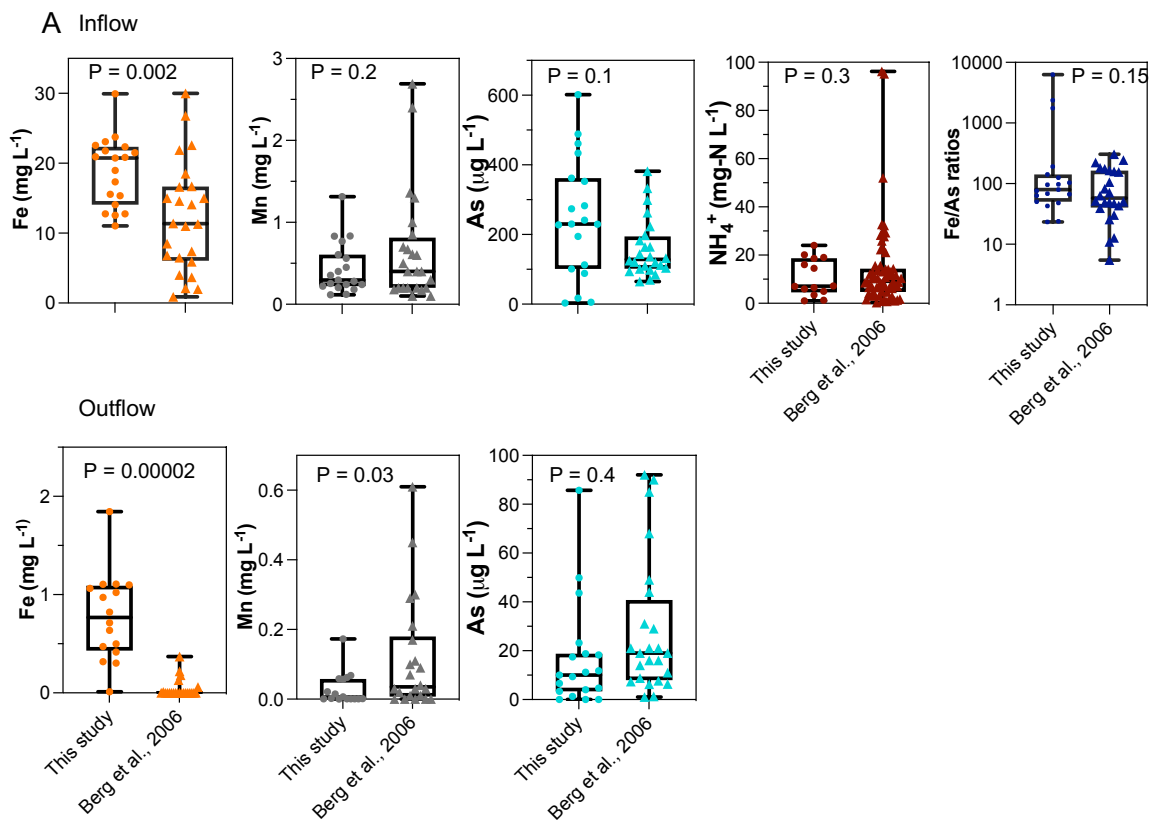 A Inflow
P = 0.002
Fe (mg L-1)
30
20
10
0
P = 0.2
Mn (mg L-1)
3
2
1
0
P = 0.1
As (µg L-1)
600
400
200
0
P = 0.3
NH4+ (mg-N L-1)
100
80
60
40
20
0
This study
Berg et al., 2006
P = 0.15
Fe/As ratios
10000
1000
100
10
1
This study
Berg et al., 2006
Outflow
P = 0.00002
Fe (mg L-1)
2
1
0
This study
Berg et al., 2006
P = 0.03
Mn (mg L-1)
0.6
0.4
0.2
0.0
This study
Berg et al., 2006
P = 0.4
As (µg L-1)
100
80
60
40
20
0
This study
Berg et al., 2006